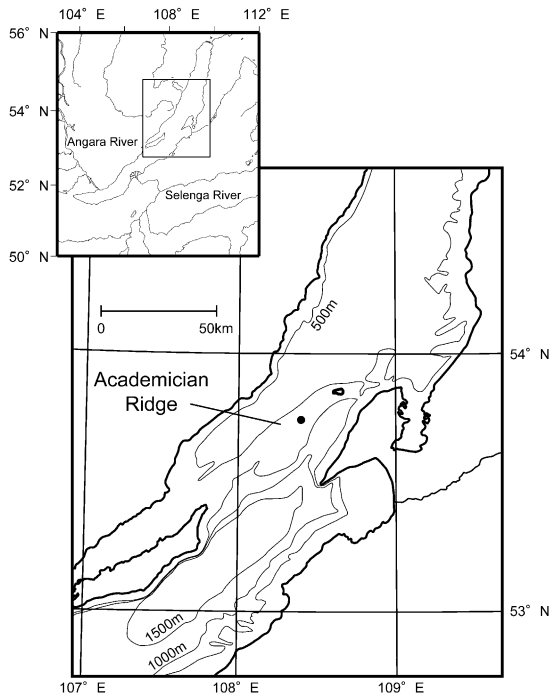 104° E 108° E 112° E
56° N
54° N
Angara River
52° N
Selenga River
50° N
0 50km
500m
54° N
Academician
Ridge
53° N
1500m
1000m
107° E 108° E 109° E